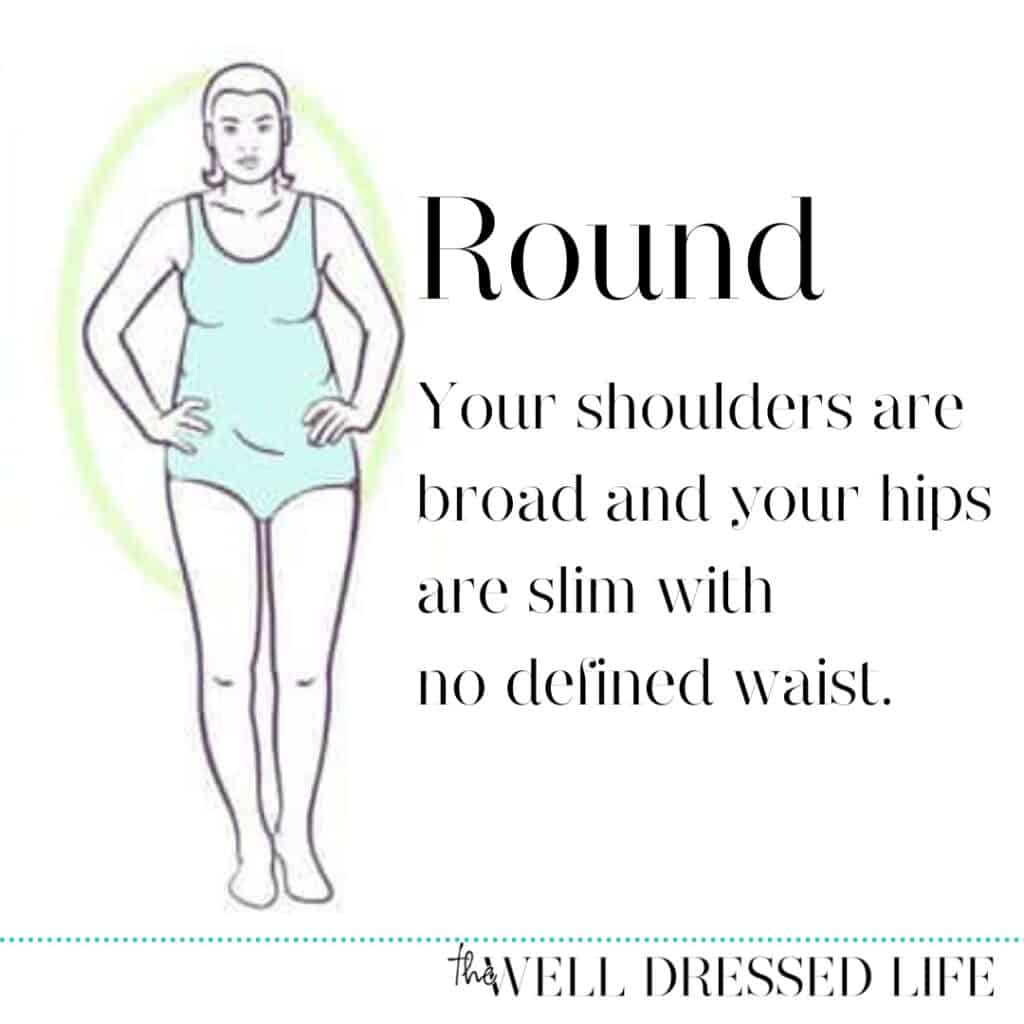 Round
Your shoulders are
broad and your hips
are slim with
no defined waist.
the WELL DRESSED LIFE